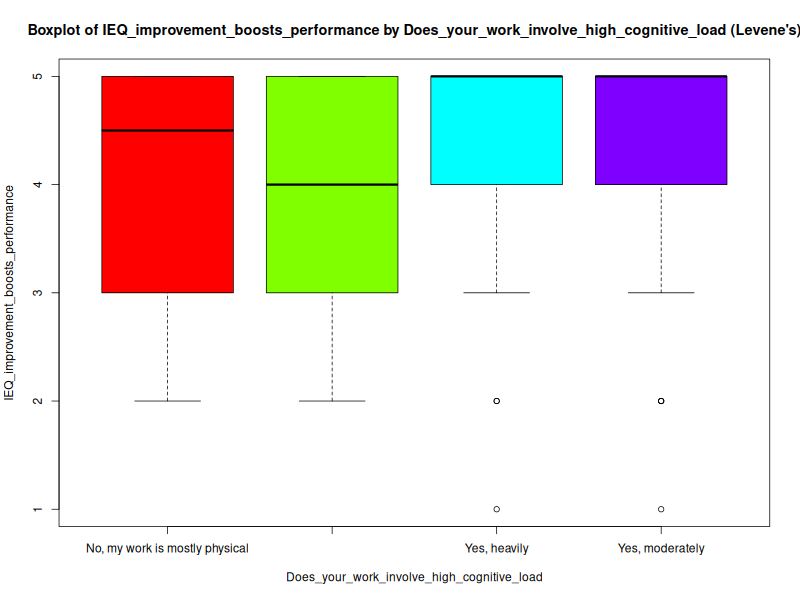 Boxplot of IEQ_improvement_boosts_performance by Does_your_work_involve_high_cognitive_load (Levene's)
IEQ_improvement_boosts_performance
5
4
3
2
1
No, my work is mostly physical
Yes, heavily
Yes, moderately
Does_your_work_involve_high_cognitive_load